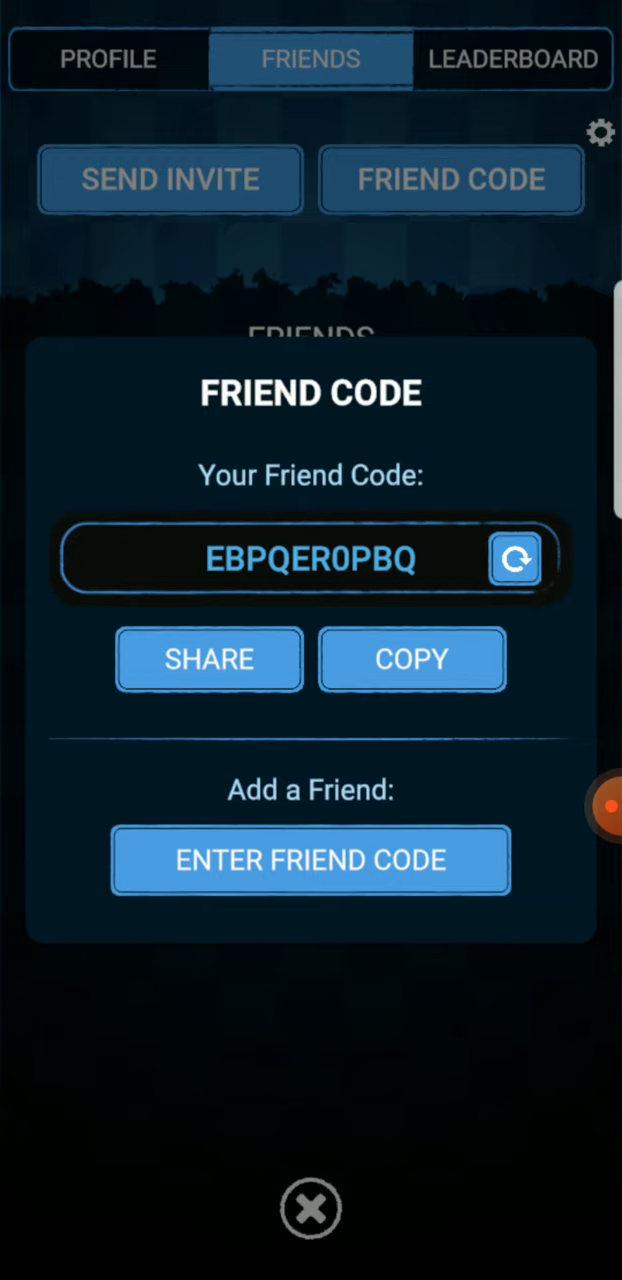 PROFILE FRIENDS LEADERBOARD
SEND INVITE FRIEND CODE
FRIENDS
FRIEND CODE
Your Friend Code:
EBPQER0PBQ
SHARE COPY
Add a Friend:
ENTER FRIEND CODE